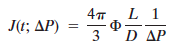 J(t; ΔP) = 4π/3 Φ L/D 1/ΔP